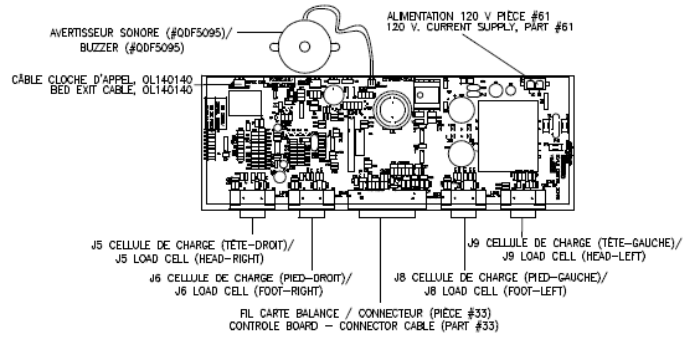 AVERTISSEUR SONORE (#QDF5095)/
BUZZER (#QDF5095)
ALIMENTATION 120 V PIÈCE #61
120 V. CURRENT SUPPLY, PART #61
CÂBLE CLOCHE D'APPEL, OL140140
BED EXIT CABLE, OL140140
J5 CELLULE DE CHARGE (TÊTE-DROIT)/
J5 LOAD CELL (HEAD-RIGHT)
J9 CELLULE DE CHARGE (TÊTE-GAUCHE)/
J9 LOAD CELL (HEAD-LEFT)
J6 CELLULE DE CHARGE (PIED-DROIT)/
J6 LOAD CELL (FOOT-RIGHT)
J8 CELLULE DE CHARGE (PIED-GAUCHE)/
J8 LOAD CELL (FOOT-LEFT)
FIL CARTE BALANCE / CONNECTEUR (PIÈCE #33)
CONTROLE BOARD - CONNECTOR CABLE (PART #33)